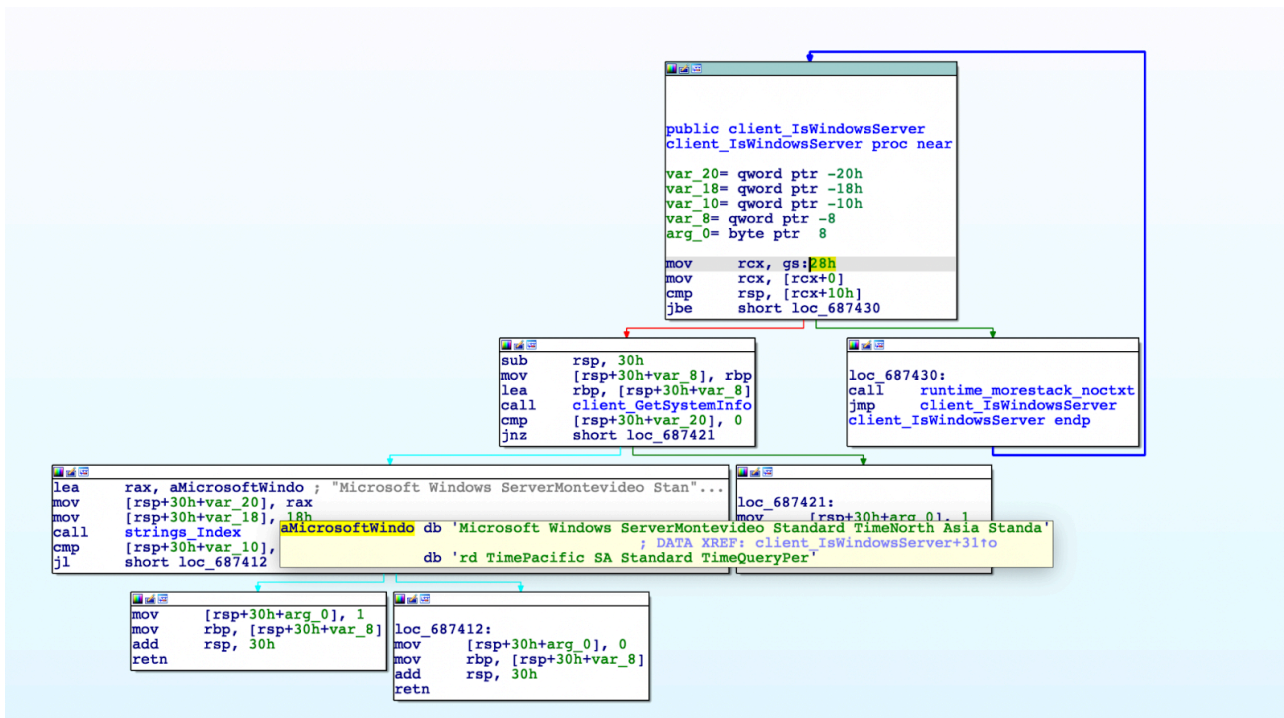 public client_IsWindowsServer
client_IsWindowsServer proc near
var_20= qword ptr -20h
var_18= qword ptr -18h
var_10= qword ptr -10h
var_8= qword ptr -8
arg_0= byte ptr  8
mov     rcx, gs:28h
mov     rcx, [rcx+0]
cmp     rsp, [rcx+10h]
jbe     short loc_687430
sub     rsp, 30h
mov     [rsp+30h+var_8], rbp
lea     rbp, [rsp+30h+var_8]
call    client_GetSystemInfo
cmp     [rsp+30h+var_20], 0
jnz     short loc_687421
loc_687430:
call    runtime_morestack_noctxt
jmp     client_IsWindowsServer
client_IsWindowsServer endp
lea     rax, aMicrosoftWindo ; "Microsoft Windows ServerMontevideo Stan"...
mov     [rsp+30h+var_20], rax
mov     [rsp+30h+var_18], 18h
call    strings_Index
cmp     [rsp+30h+var_10],
jl      short loc_687412
loc_687421:
mov     [rsp+30h+arg_0], 1
aMicrosoftWindo db 'Microsoft Windows ServerMontevideo Standard TimeNorth Asia Standa'
; DATA XREF: client_IsWindowsServer+31↑o
db 'rd TimePacific SA Standard TimeQueryPer'
mov     [rsp+30h+arg_0], 1
mov     rbp, [rsp+30h+var_8]
add     rsp, 30h
retn
loc_687412:
mov     [rsp+30h+arg_0], 0
mov     rbp, [rsp+30h+var_8]
add     rsp, 30h
retn